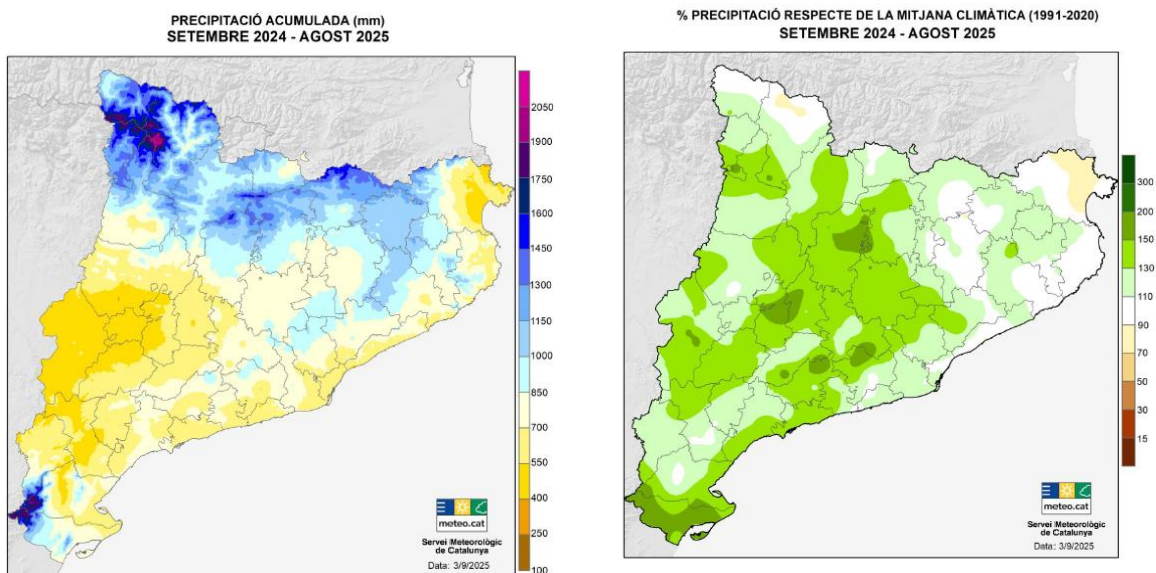 PRECIPITACIÓ ACUMULADA (mm)
SETEMBRE 2024 - AGOST 2025
2050
1900
1750
1600
1450
1300
1150
1000
850
700
550
400
250
100
meteo.cat
Servei Meteorològic
de Catalunya
Data: 3/9/2025
% PRECIPITACIÓ RESPECTE DE LA MITJANA CLIMÀTICA (1991-2020)
SETEMBRE 2024 - AGOST 2025
300
200
150
130
110
90
70
50
30
15
meteo.cat
Servei Meteorològic
de Catalunya
Data: 3/9/2025